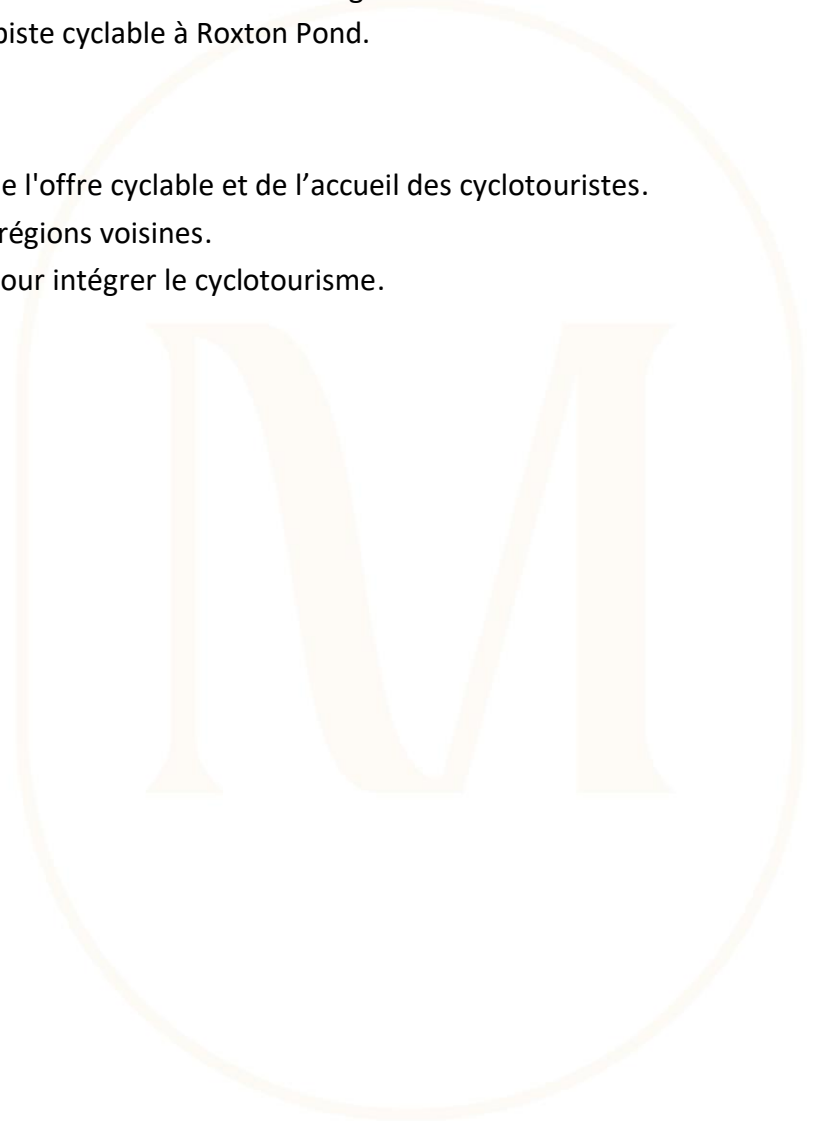 piste cyclable à Roxton Pond.
e l'offre cyclable et de l’accueil des cyclotouristes.
régions voisines.
our intégrer le cyclotourisme.
M